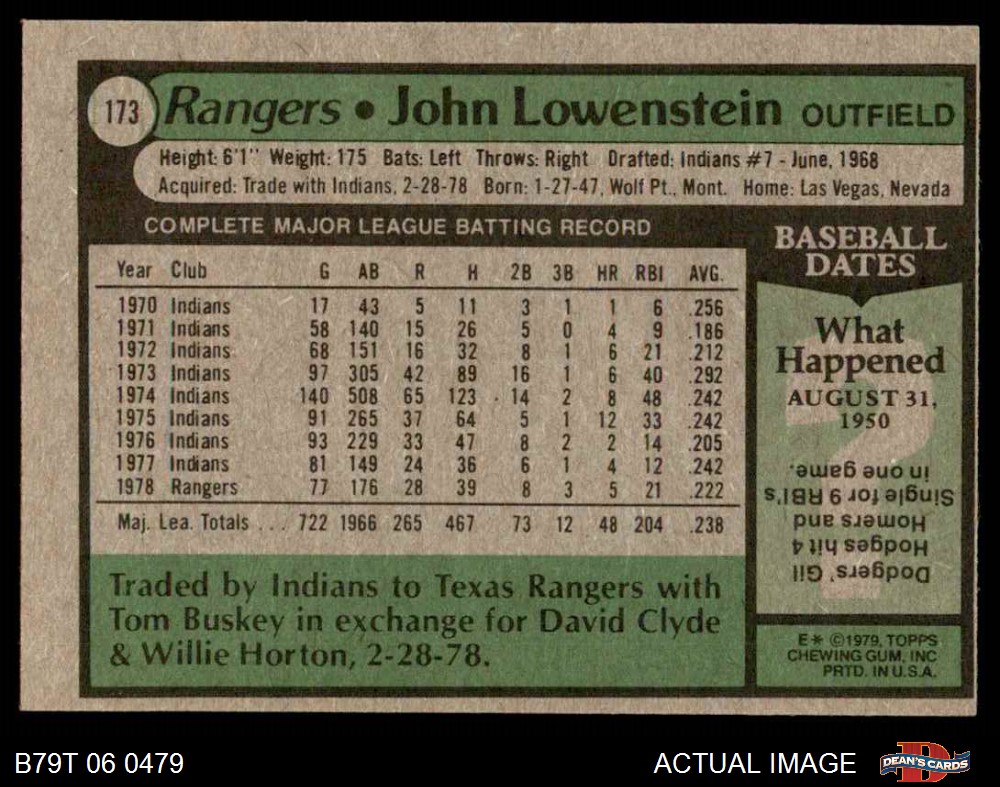 173 Rangers • John Lowenstein OUTFIELD
Height: 6'1" Weight: 175 Bats: Left Throws: Right Drafted: Indians #7 - June, 1968
Acquired: Trade with Indians, 2-28-78 Born: 1-27-47, Wolf Pt., Mont. Home: Las Vegas, Nevada
COMPLETE MAJOR LEAGUE BATTING RECORD
Year Club G AB R H 2B 3B HR RBI AVG.
1970 Indians 17 43 5 11 3 1 1 6 .256
1971 Indians 58 140 15 26 5 0 4 9 .186
1972 Indians 68 151 16 32 8 1 6 21 .212
1973 Indians 97 305 42 89 16 1 6 40 .292
1974 Indians 140 508 65 123 14 2 8 48 .242
1975 Indians 91 265 37 64 5 1 12 33 .242
1976 Indians 93 229 33 47 8 2 2 14 .205
1977 Indians 81 149 24 36 6 1 4 12 .242
1978 Rangers 77 176 28 39 8 3 5 21 .222
Maj. Lea. Totals ... 722 1966 265 467 73 12 48 204 .238
Traded by Indians to Texas Rangers with
Tom Buskey in exchange for David Clyde
& Willie Horton, 2-28-78.
BASEBALL
DATES
What
Happened
AUGUST 31,
1950
Dodgers' Gil
Hodges hit 4
Homers and
Single for 9 RBI's
in one game.
E* ©1979, TOPPS
CHEWING GUM, INC
PRTD. IN U.S.A.
B79T 06 0479
ACTUAL IMAGE
DEAN'S CARDS